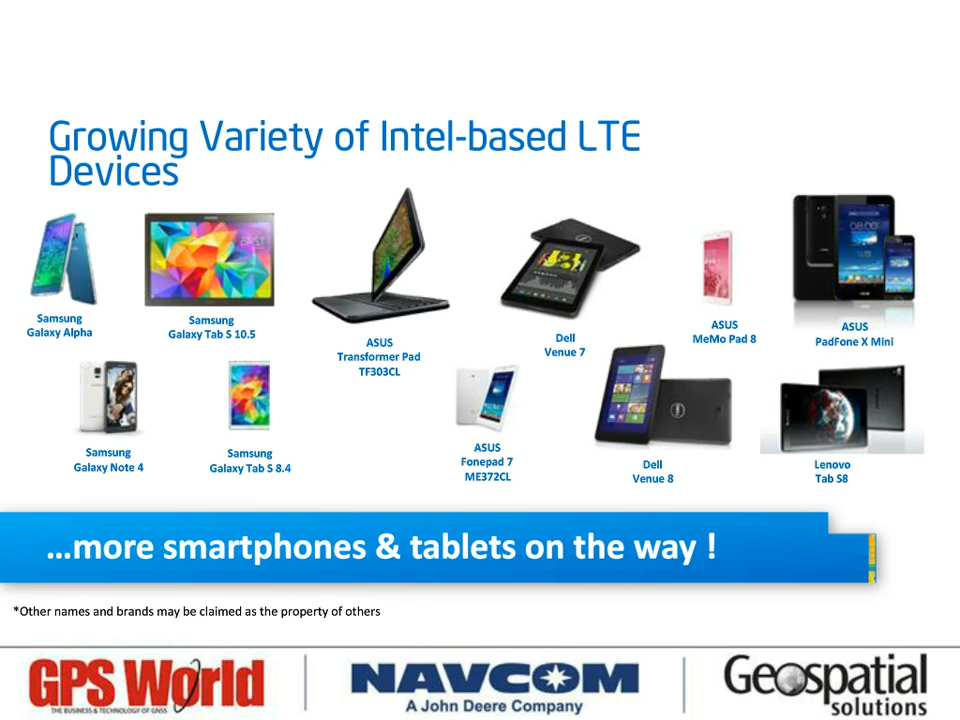 Growing Variety of Intel-based LTE
Devices
Samsung
Galaxy Alpha
Samsung
Galaxy Tab S 10.5
ASUS
Transformer Pad
TF303CL
Dell
Venue 7
ASUS
MeMo Pad 8
08:00
ASUS
PadFone X Mini
Samsung
Galaxy Note 4
Samsung
Galaxy Tab S 8.4
ASUS
Fonepad 7
ME372CL
Dell
Venue 8
Lenovo
Tab S8
...more smartphones & tablets on the way !
*Other names and brands may be claimed as the property of others
GPS World
THE BUSINESS & TECHNOLOGY OF GNSS
NAVCOM
A John Deere Company
Geospatial
solutions